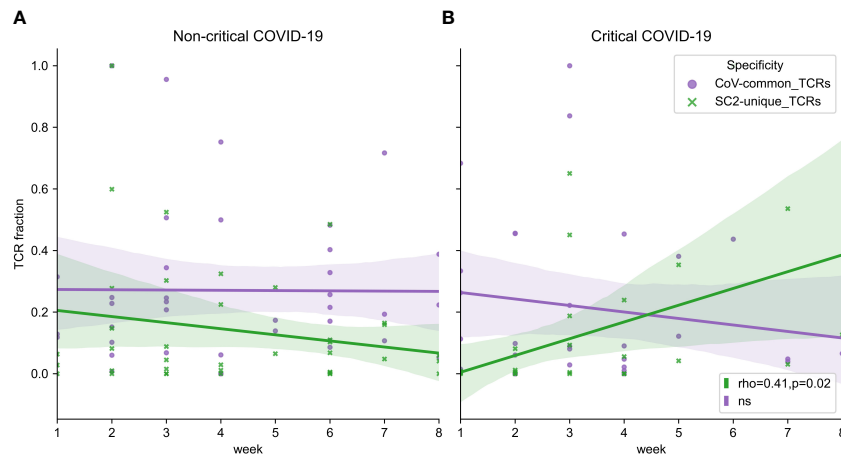 A
B
Non-critical COVID-19
Critical COVID-19
Specificity
CoV-common_TCRs
SC2-unique_TCRs
TCR fraction
1.0
0.8
0.6
0.4
0.2
0.0
rho=0.41,p=0.02
ns
1 2 3 4 5 6 7 8
1 2 3 4 5 6 7 8
week
week